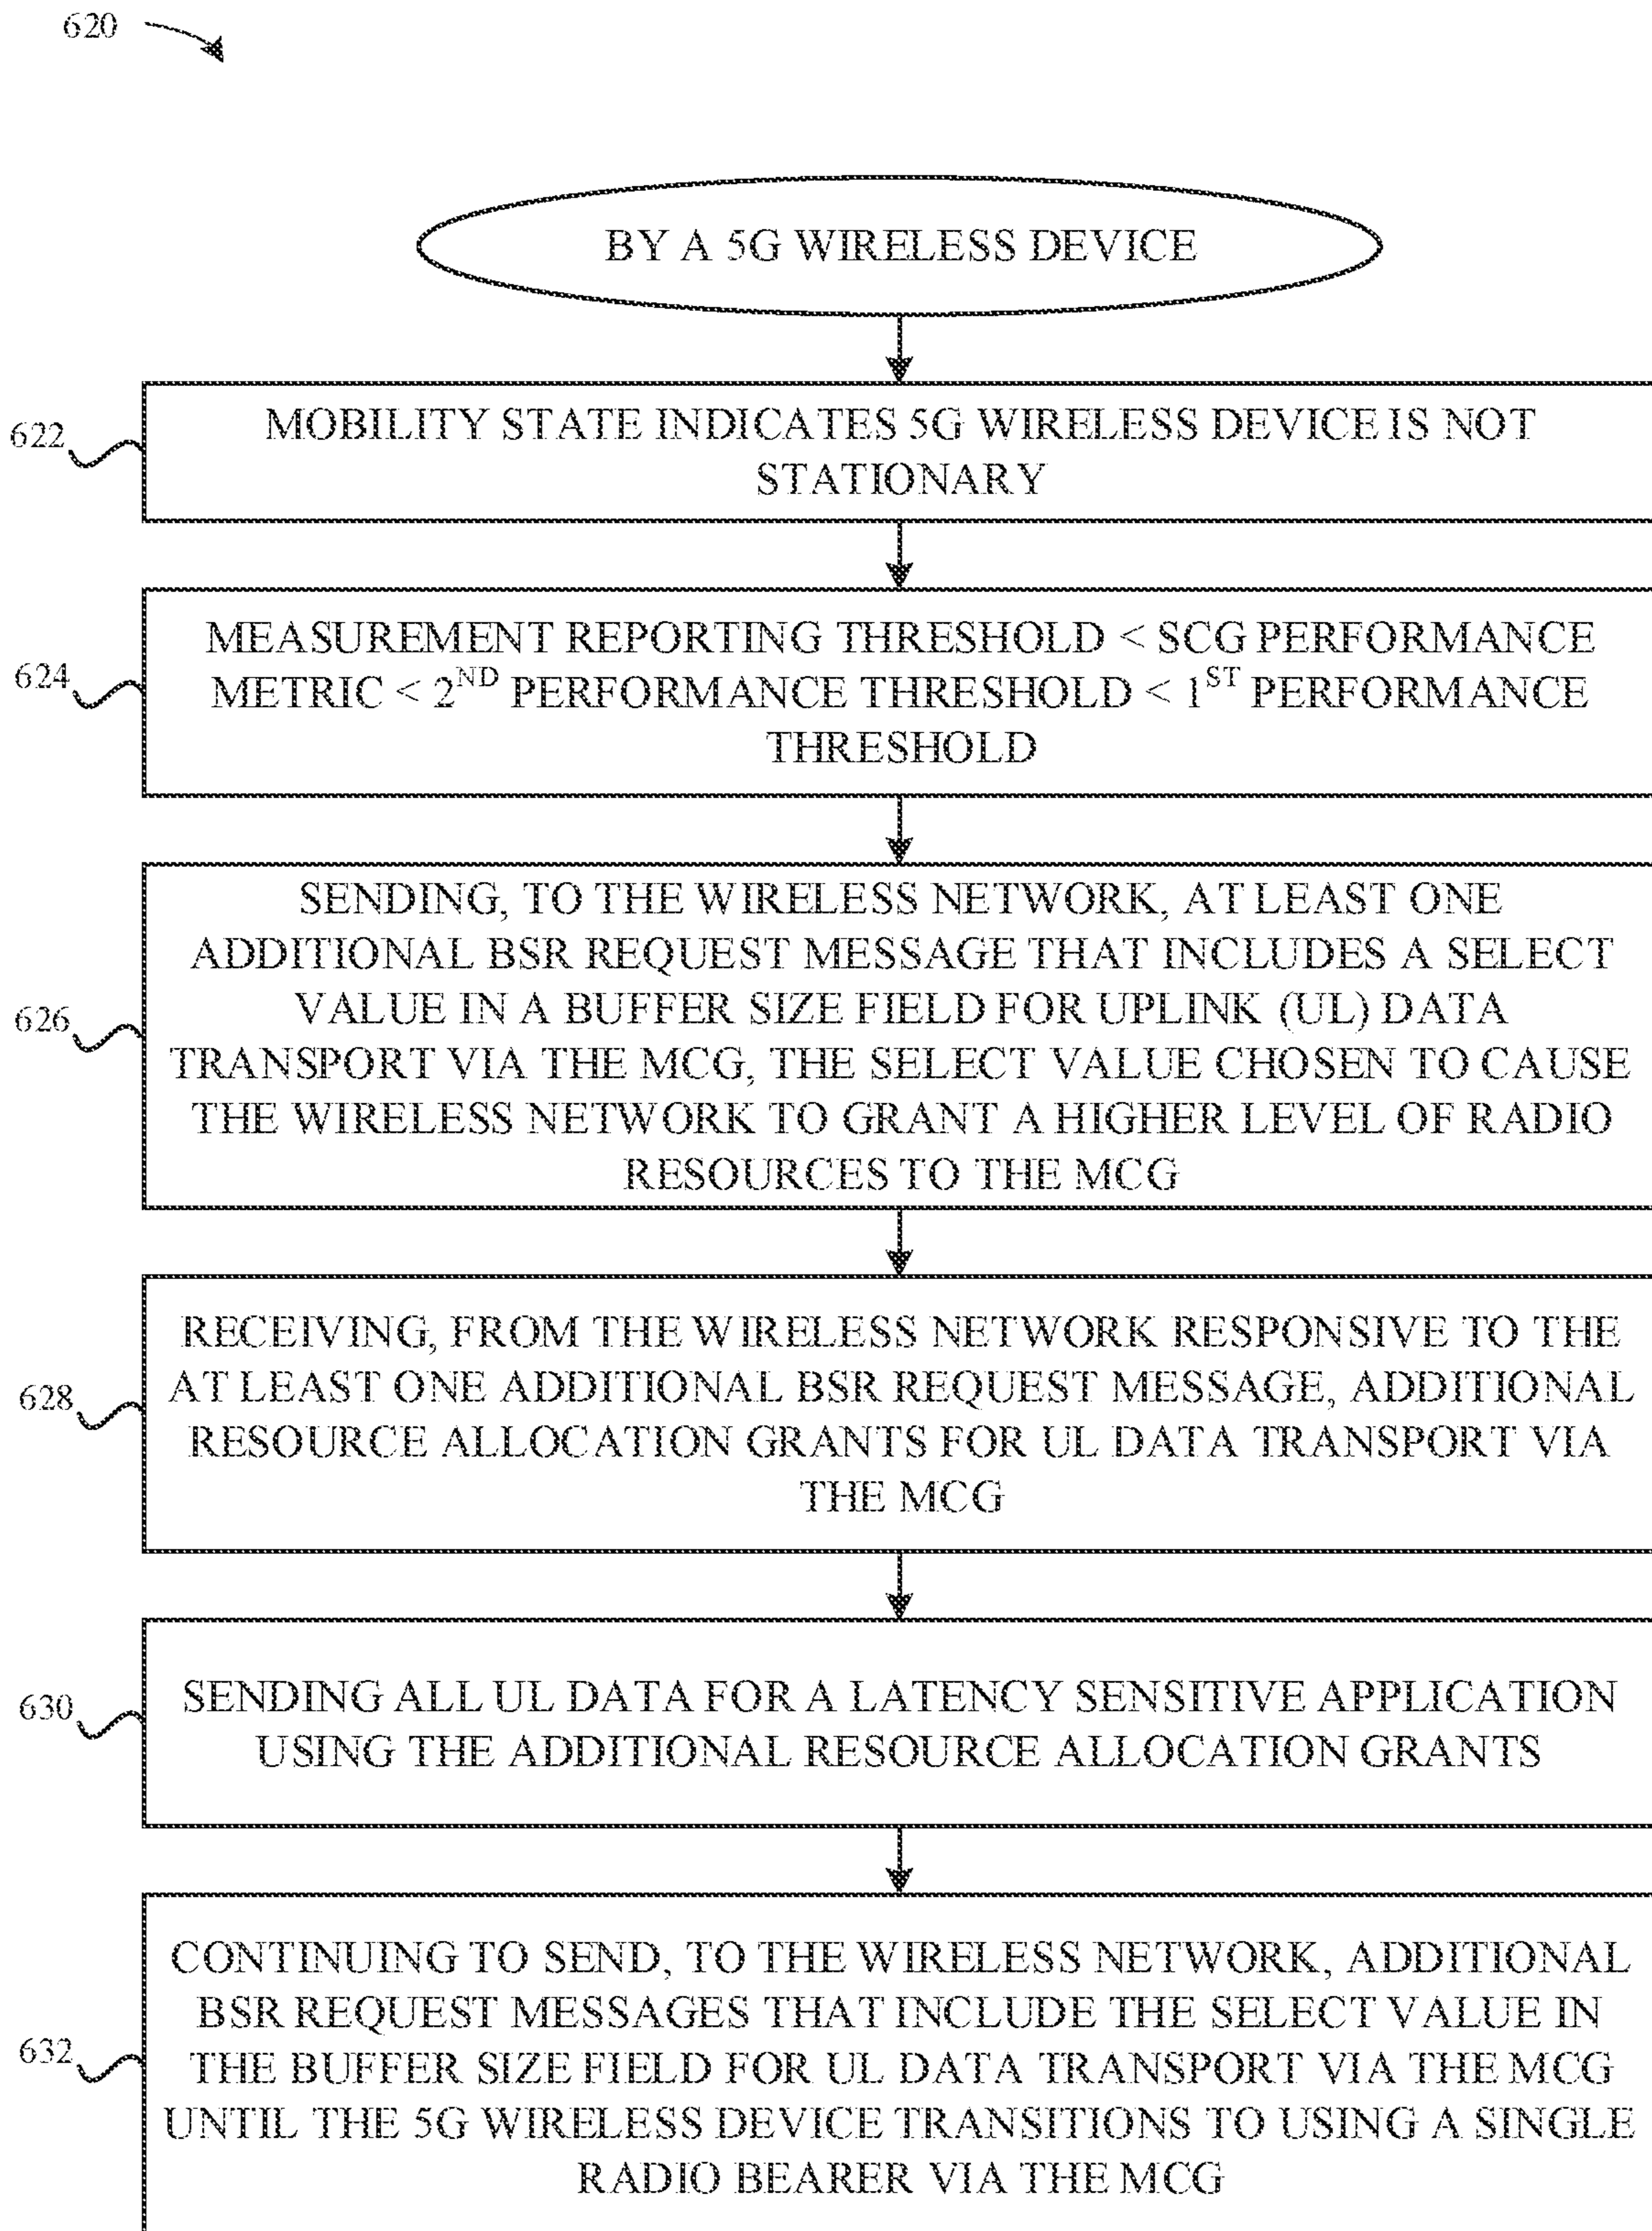 620
BY A 5G WIRELESS DEVICE
622
MOBILITY STATE INDICATES 5G WIRELESS DEVICE IS NOT
STATIONARY
624
MEASUREMENT REPORTING THRESHOLD < SCG PERFORMANCE
METRIC < 2ND PERFORMANCE THRESHOLD < 1ST PERFORMANCE
THRESHOLD
626
SENDING, TO THE WIRELESS NETWORK, AT LEAST ONE
ADDITIONAL BSR REQUEST MESSAGE THAT INCLUDES A SELECT
VALUE IN A BUFFER SIZE FIELD FOR UPLINK (UL) DATA
TRANSPORT VIA THE MCG, THE SELECT VALUE CHOSEN TO CAUSE
THE WIRELESS NETWORK TO GRANT A HIGHER LEVEL OF RADIO
RESOURCES TO THE MCG
628
RECEIVING, FROM THE WIRELESS NETWORK RESPONSIVE TO THE
AT LEAST ONE ADDITIONAL BSR REQUEST MESSAGE, ADDITIONAL
RESOURCE ALLOCATION GRANTS FOR UL DATA TRANSPORT VIA
THE MCG
630
SENDING ALL UL DATA FOR A LATENCY SENSITIVE APPLICATION
USING THE ADDITIONAL RESOURCE ALLOCATION GRANTS
632
CONTINUING TO SEND, TO THE WIRELESS NETWORK, ADDITIONAL
BSR REQUEST MESSAGES THAT INCLUDE THE SELECT VALUE IN
THE BUFFER SIZE FIELD FOR UL DATA TRANSPORT VIA THE MCG
UNTIL THE 5G WIRELESS DEVICE TRANSITIONS TO USING A SINGLE
RADIO BEARER VIA THE MCG